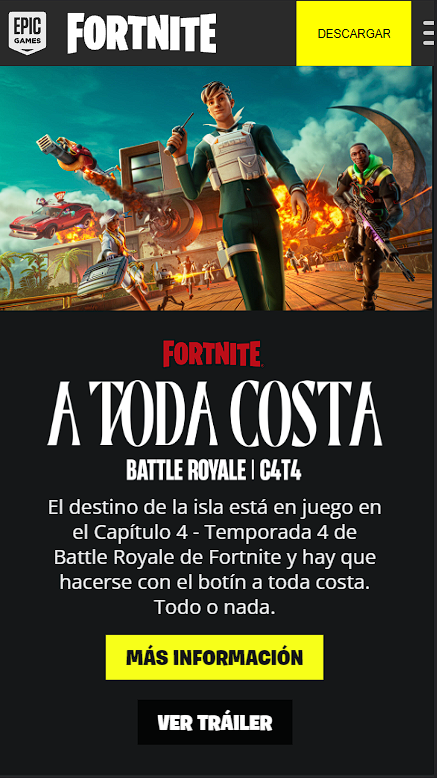 EPIC
GAMES
FORTNITE
DESCARGAR
FORTNITE
A TODA COSTA
BATTLE ROYALE | C4T4
El destino de la isla está en juego en
el Capítulo 4 - Temporada 4 de
Battle Royale de Fortnite y hay que
hacerse con el botín a toda costa.
Todo o nada.
MÁS INFORMACIÓN
VER TRÁILER